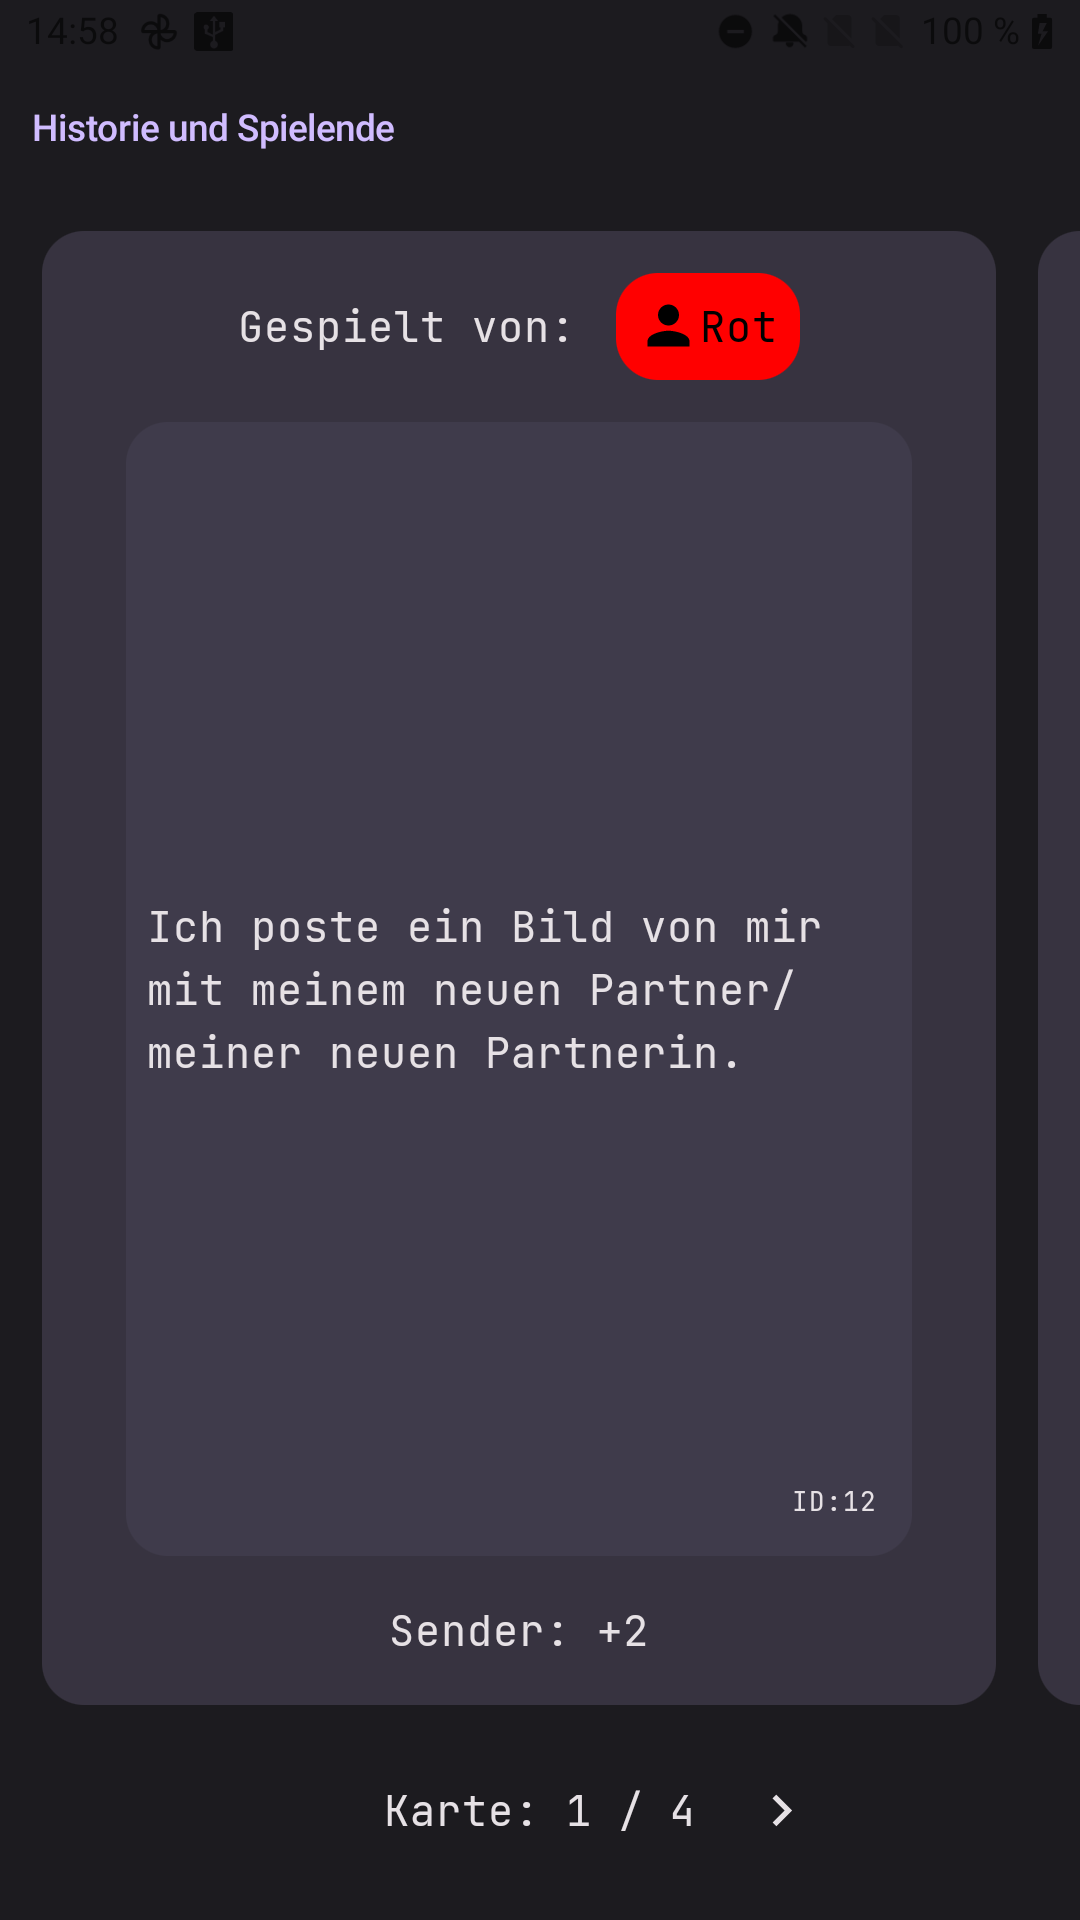 14:58 100 %
Historie und Spielende
Gespielt von: Rot
Ich poste ein Bild von mir
mit meinem neuen Partner/
meiner neuen Partnerin.
ID:12
Sender: +2
Karte: 1 / 4